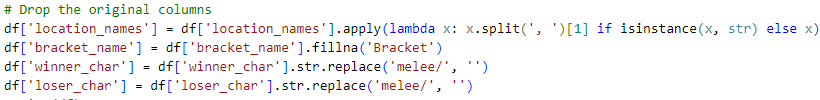 # Drop the original columns
df['location_names'] = df['location_names'].apply(lambda x: x.split(', ')[1] if isinstance(x, str) else x)
df['bracket_name'] = df['bracket_name'].fillna('Bracket')
df['winner_char'] = df['winner_char'].str.replace('melee/', '')
df['loser_char'] = df['loser_char'].str.replace('melee/', '')